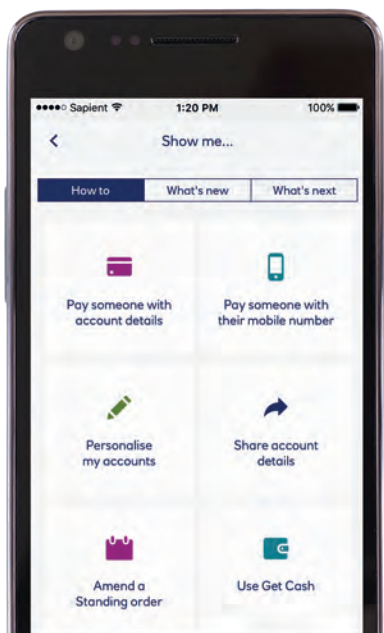 Sapient 1:20 PM 100%
Show me...
How to What's new What's next
Pay someone with
account details
Pay someone with
their mobile number
Personalise
my accounts
Share account
details
Amend a
Standing order
Use Get Cash